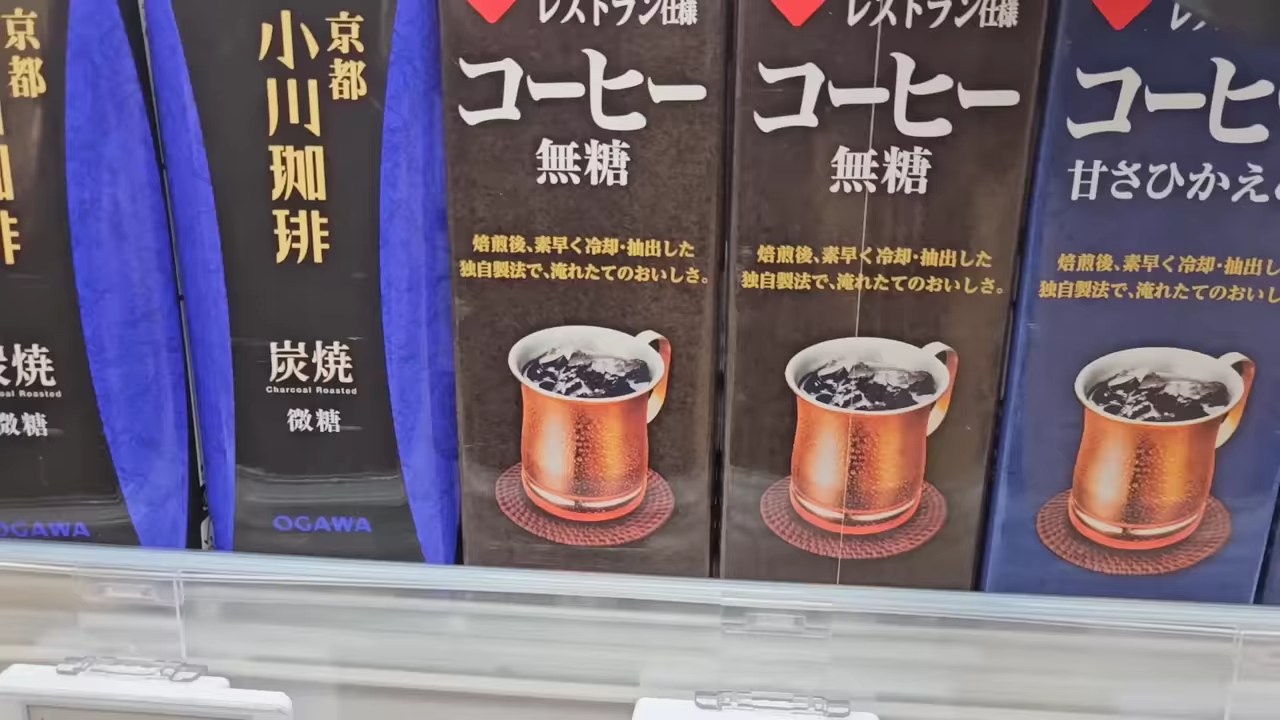 京都
小川珈琲
炭焼
Charcoal Roasted
微糖
OGAWA
京都
炭焼
微糖
OGAWA
レストラン仕様
コーヒー
無糖
焙煎後、素早く冷却・抽出した
独自製法で、淹れたてのおいしさ。
レストラン仕様
コーヒー
無糖
焙煎後、素早く冷却・抽出した
独自製法で、淹れたてのおいしさ。
コーヒ
甘さひかえ
焙煎後、素早く冷却・抽出し
独自製法で、淹れたてのおいし